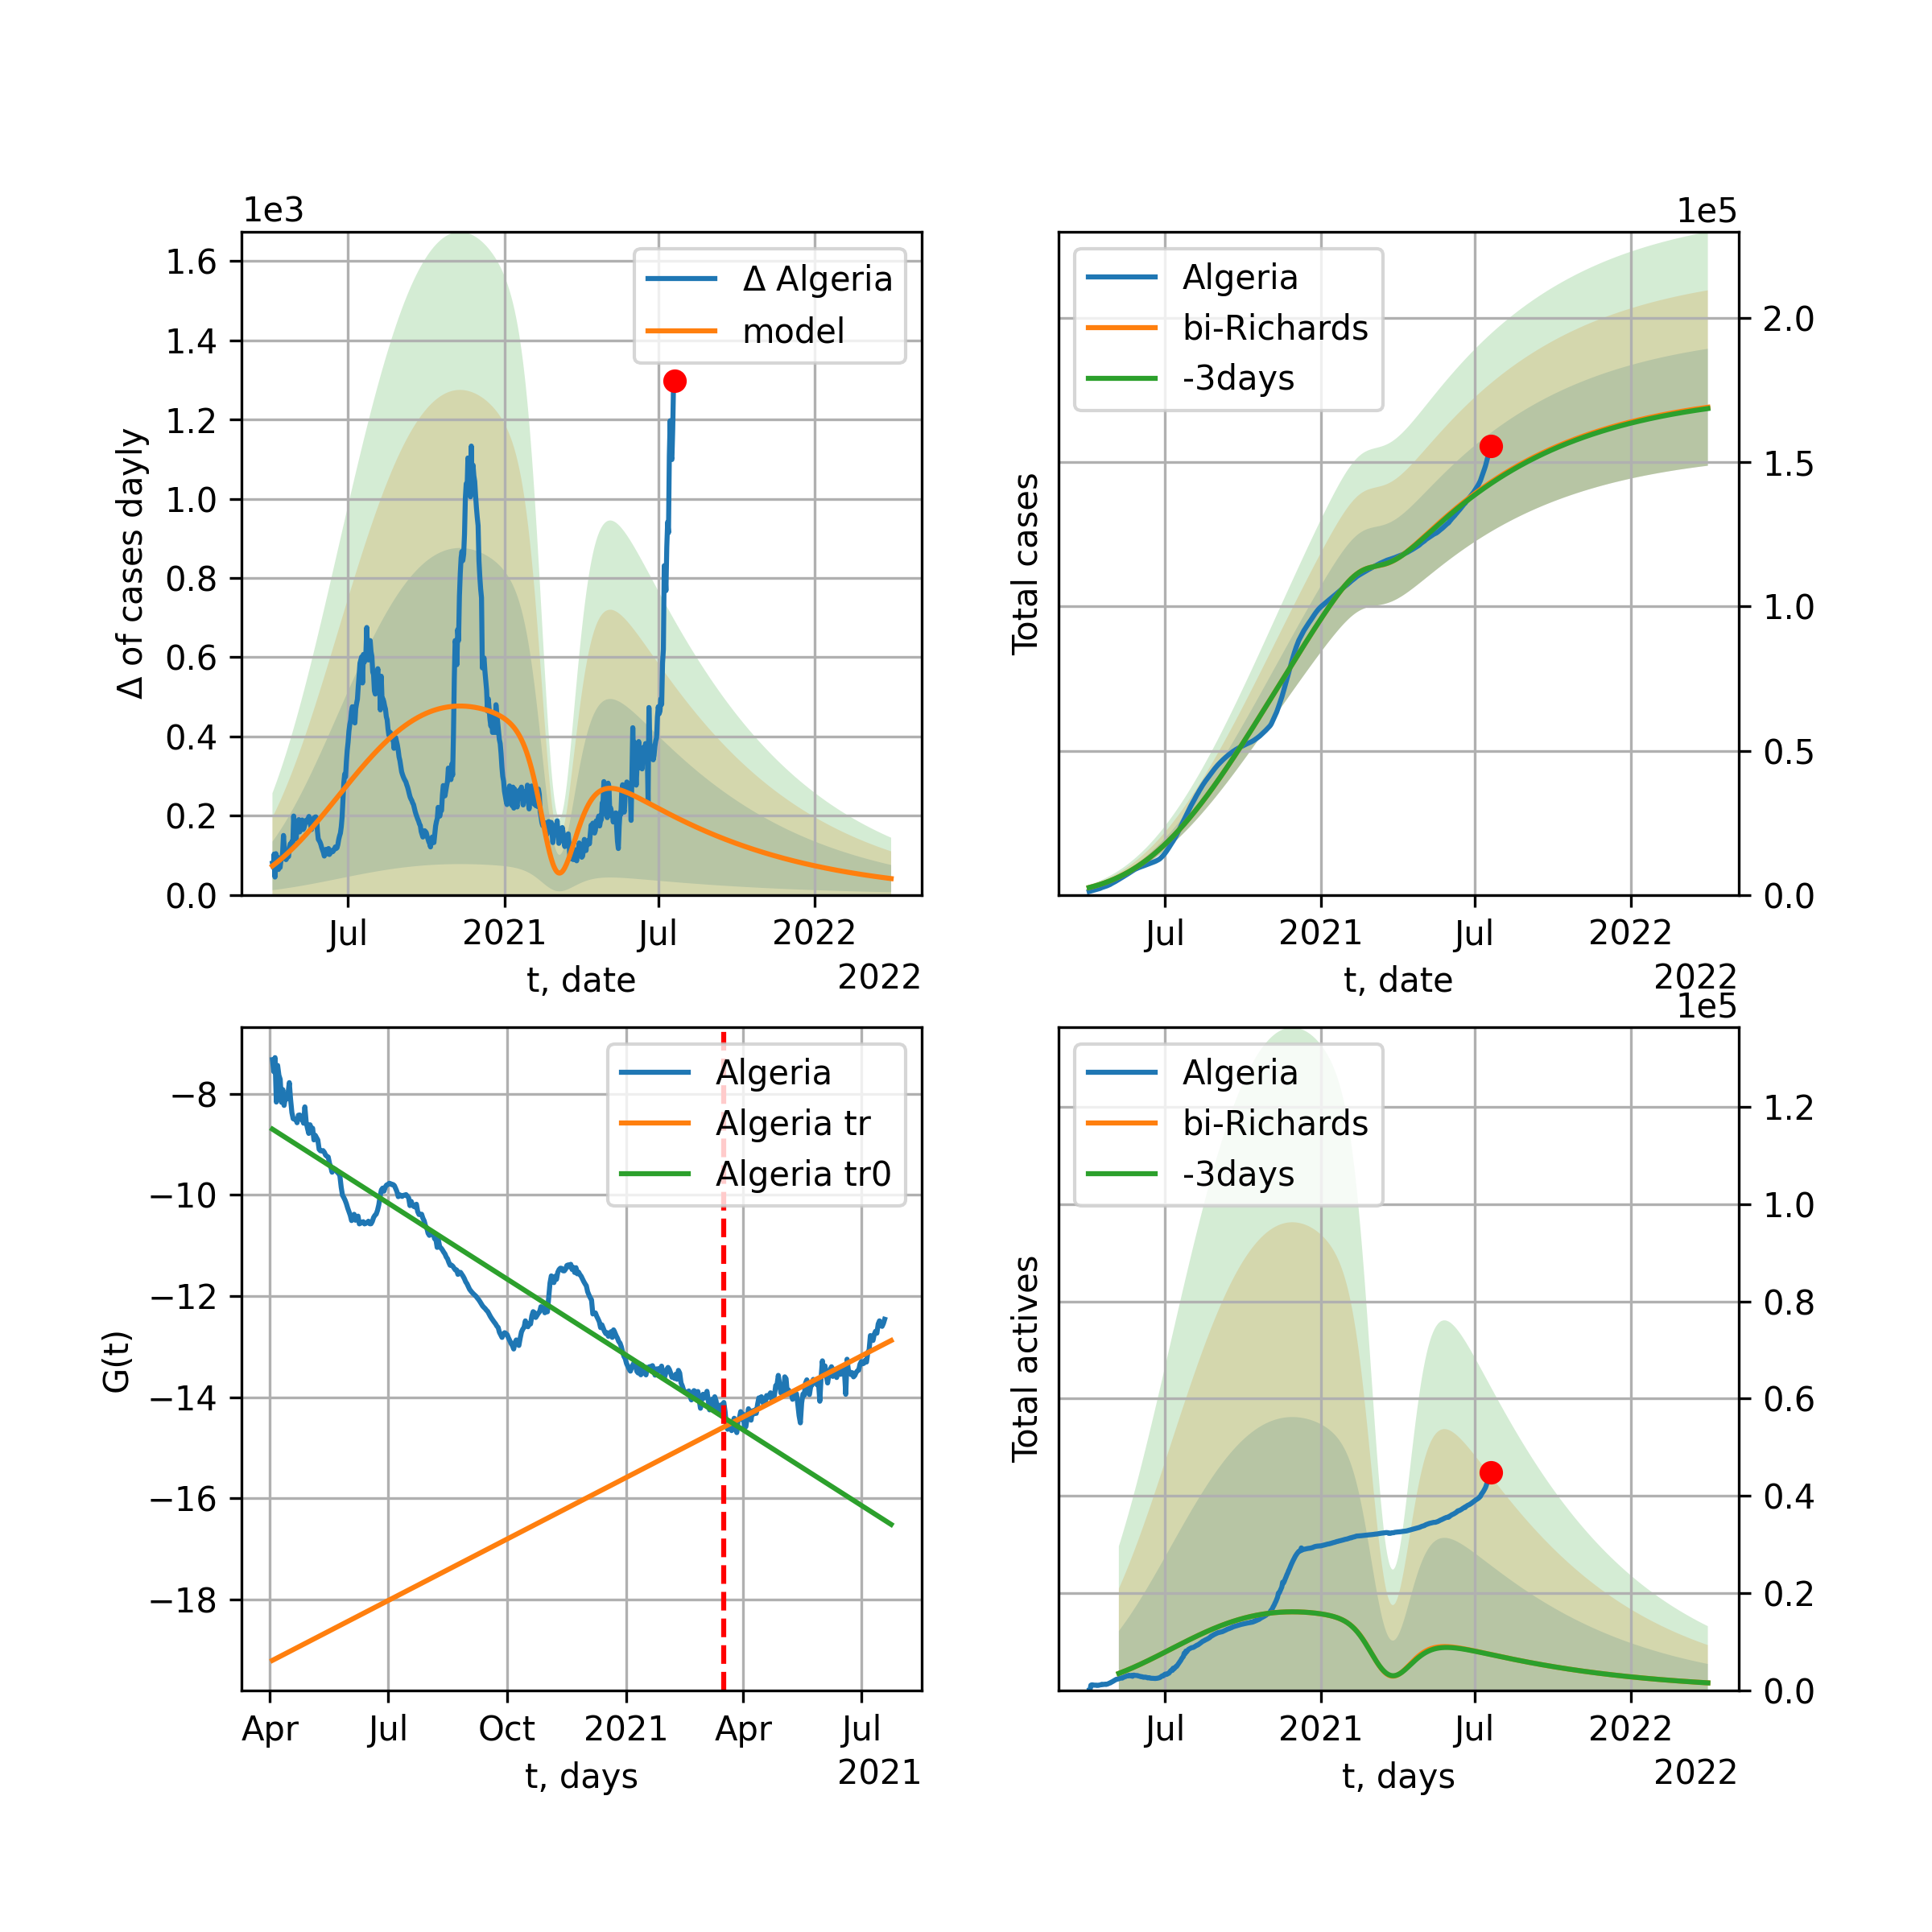 1e3
Δ of cases dayly
1.6
1.4
1.2
1.0
0.8
0.6
0.4
0.2
0.0
Δ Algeria
model
Jul
2021
Jul
2022
t, date
2022
1e5
Total cases
Algeria
bi-Richards
-3days
2.0
1.5
1.0
0.5
0.0
Jul
2021
Jul
2022
t, date
2022
G(t)
−8
−10
−12
−14
−16
−18
Algeria
Algeria tr
Algeria tr0
Apr
Jul
Oct
2021
Apr
Jul
t, days
2021
1e5
Total actives
Algeria
bi-Richards
-3days
1.2
1.0
0.8
0.6
0.4
0.2
0.0
Jul
2021
Jul
2022
t, days
2022